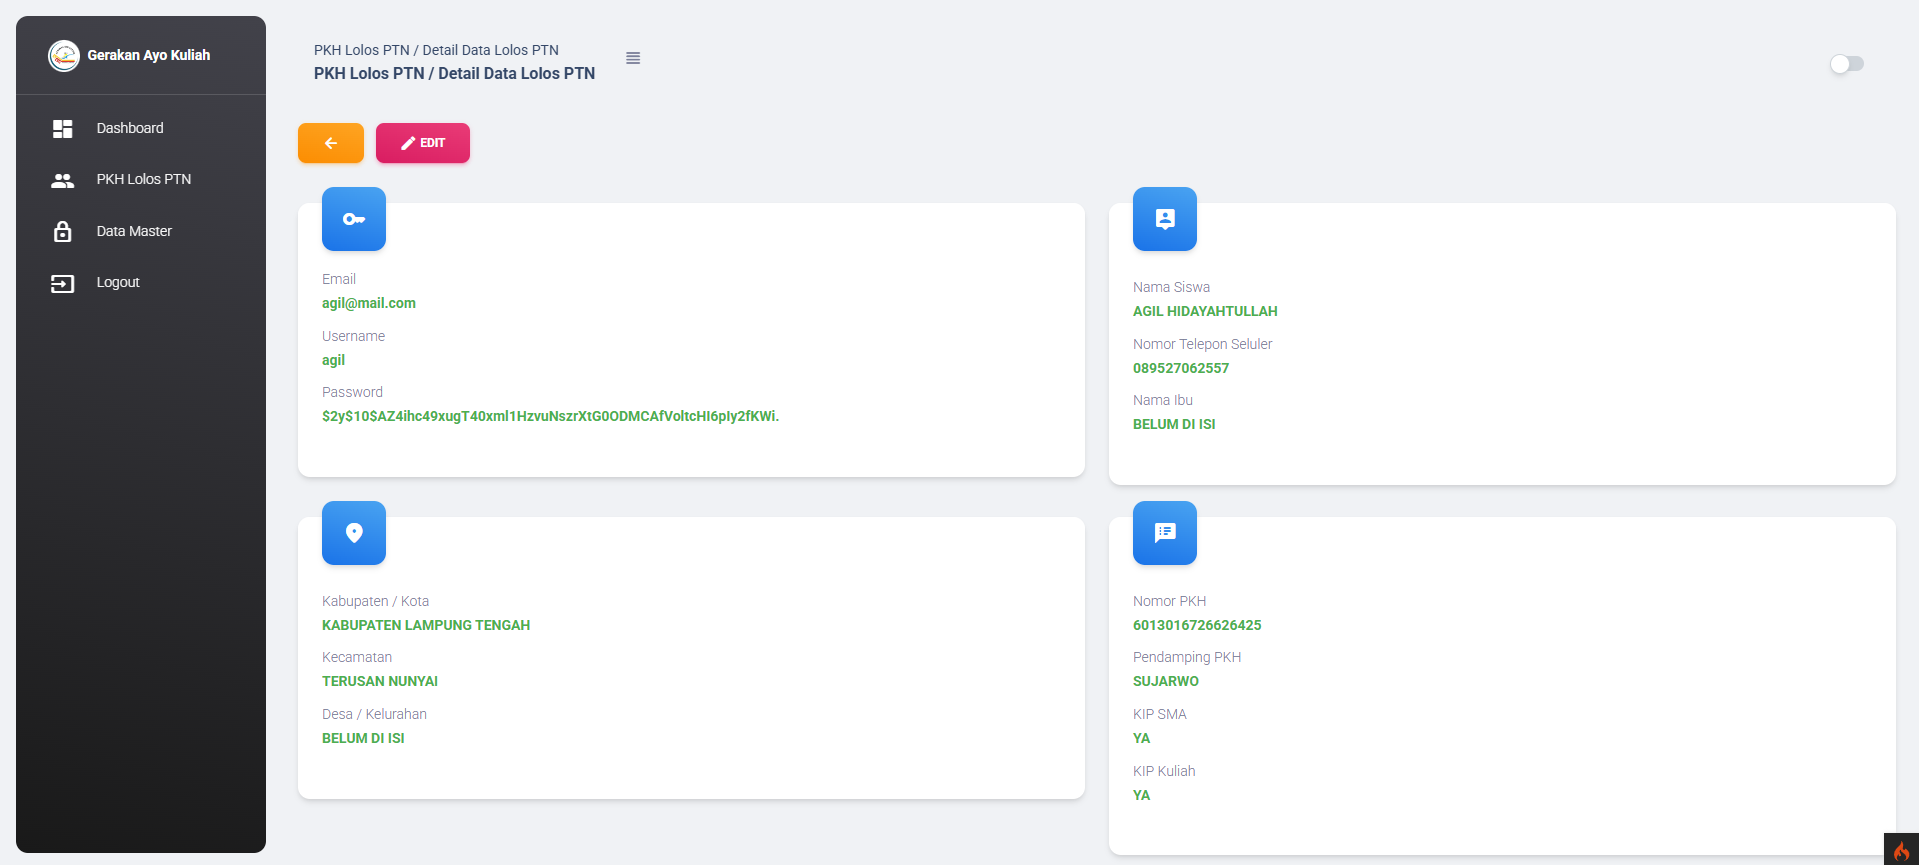 Gerakan Ayo Kuliah
Dashboard
PKH Lolos PTN
Data Master
Logout
PKH Lolos PTN / Detail Data Lolos PTN
PKH Lolos PTN / Detail Data Lolos PTN
EDIT
Email
agil@mail.com
Username
agil
Password
$2y$10$AZ4ihc49xugT40xml1HzvuNszrXtG0ODMCAfVoltcHI6pIy2fKWi.
Nama Siswa
AGIL HIDAYAHTULLAH
Nomor Telepon Seluler
089527062557
Nama Ibu
BELUM DI ISI
Kabupaten / Kota
KABUPATEN LAMPUNG TENGAH
Kecamatan
TERUSAN NUNYAI
Desa / Kelurahan
BELUM DI ISI
Nomor PKH
6013016726626425
Pendamping PKH
SUJARWO
KIP SMA
YA
KIP Kuliah
YA